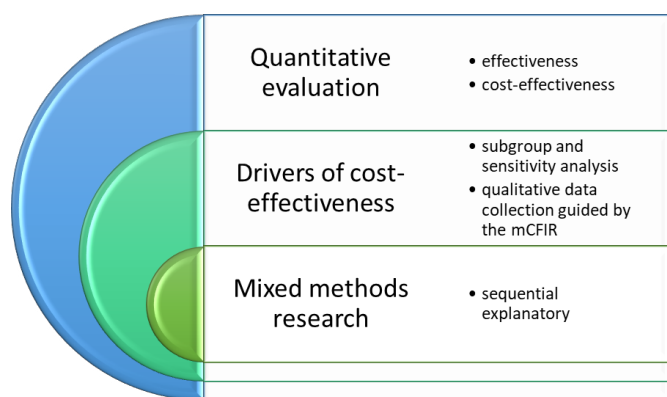 Quantitative
evaluation
• effectiveness
• cost-effectiveness
Drivers of cost-
effectiveness
• subgroup and
sensitivity analysis
• qualitative data
collection guided by
the mCFIR
Mixed methods
research
• sequential
explanatory